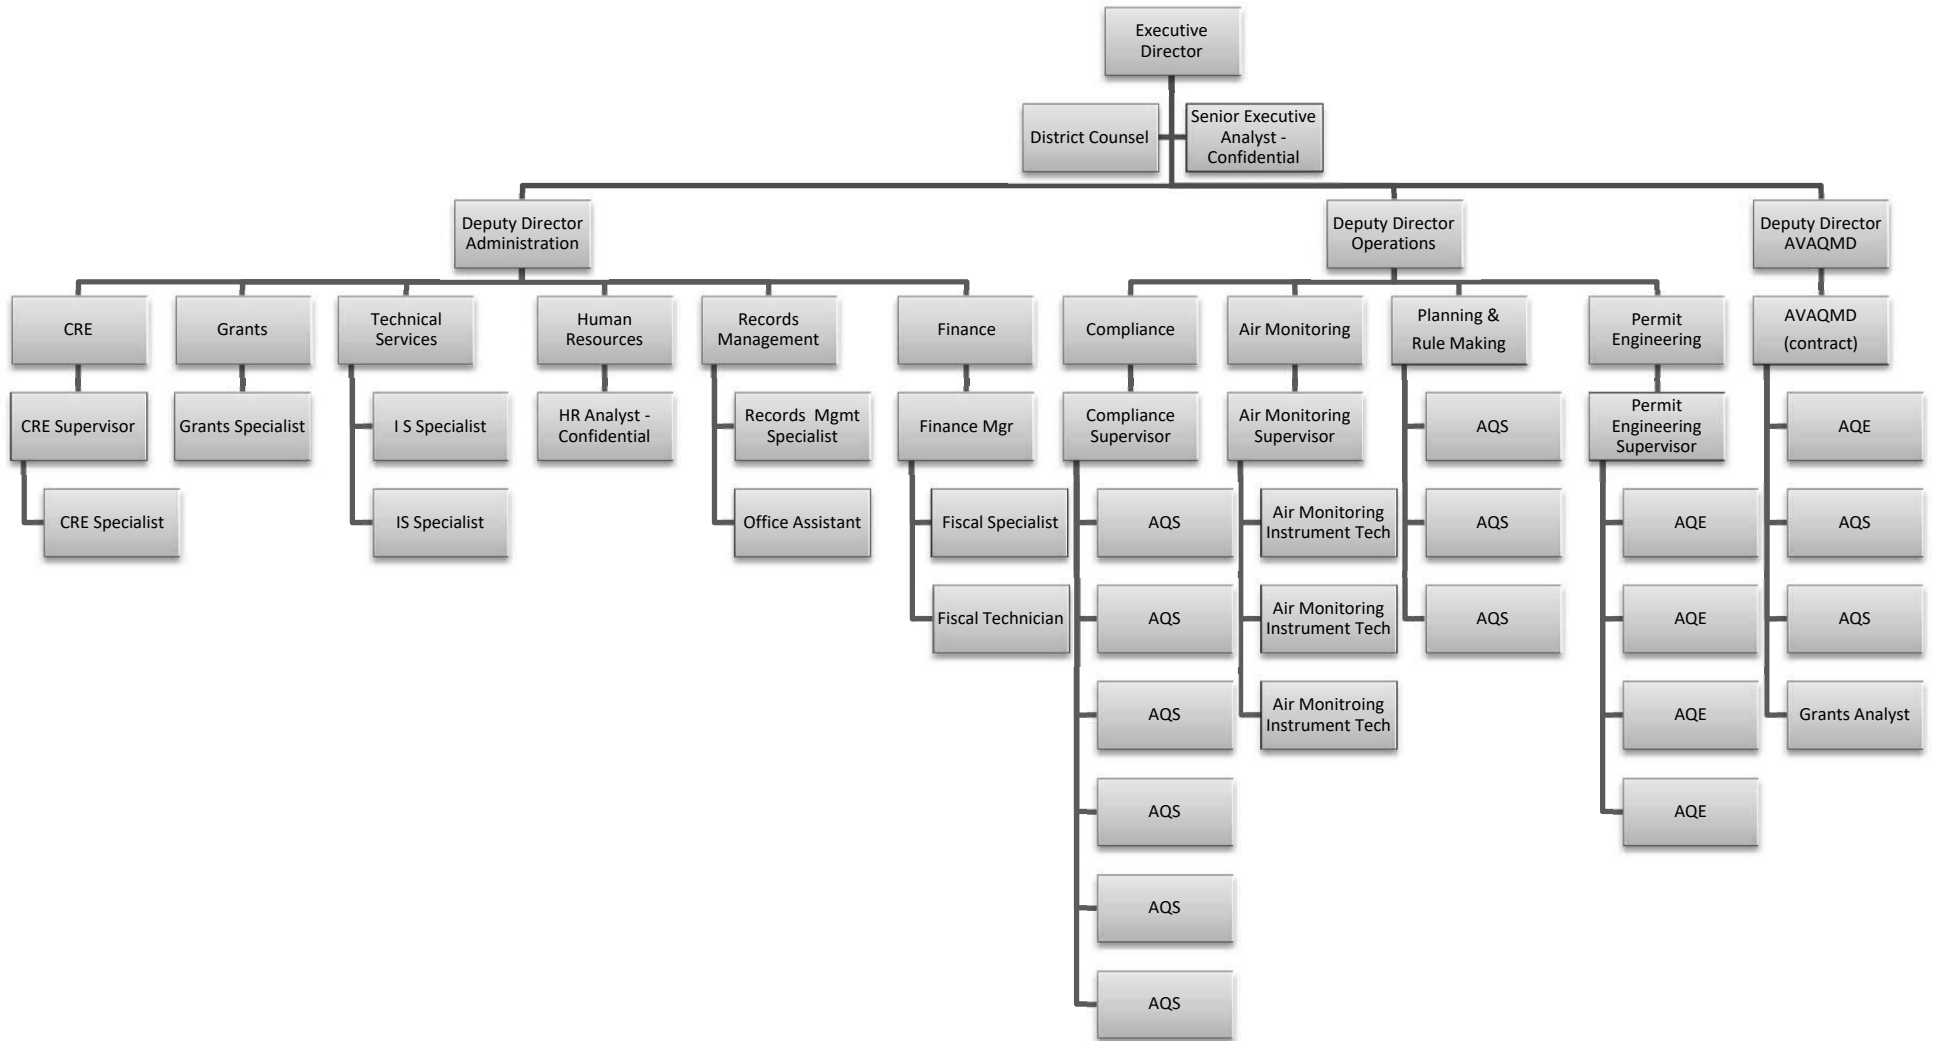 Executive
Director
District Counsel
Senior Executive
Analyst -
Confidential
Deputy Director
Administration
Deputy Director
Operations
Deputy Director
AVAQMD
CRE
Grants
Technical
Services
Human
Resources
Records
Management
Finance
Compliance
Air Monitoring
Planning &
Rule Making
Permit
Engineering
AVAQMD
(contract)
CRE Supervisor
Grants Specialist
I S Specialist
HR Analyst -
Confidential
Records Mgmt
Specialist
Finance Mgr
Compliance
Supervisor
Air Monitoring
Supervisor
AQS
Permit
Engineering
Supervisor
AQE
CRE Specialist
IS Specialist
Office Assistant
Fiscal Specialist
AQS
Air Monitoring
Instrument Tech
AQS
AQE
AQS
Fiscal Technician
AQS
Air Monitoring
Instrument Tech
AQS
AQE
AQS
AQS
Air Monitroing
Instrument Tech
AQE
Grants Analyst
AQS
AQE
AQS
AQS